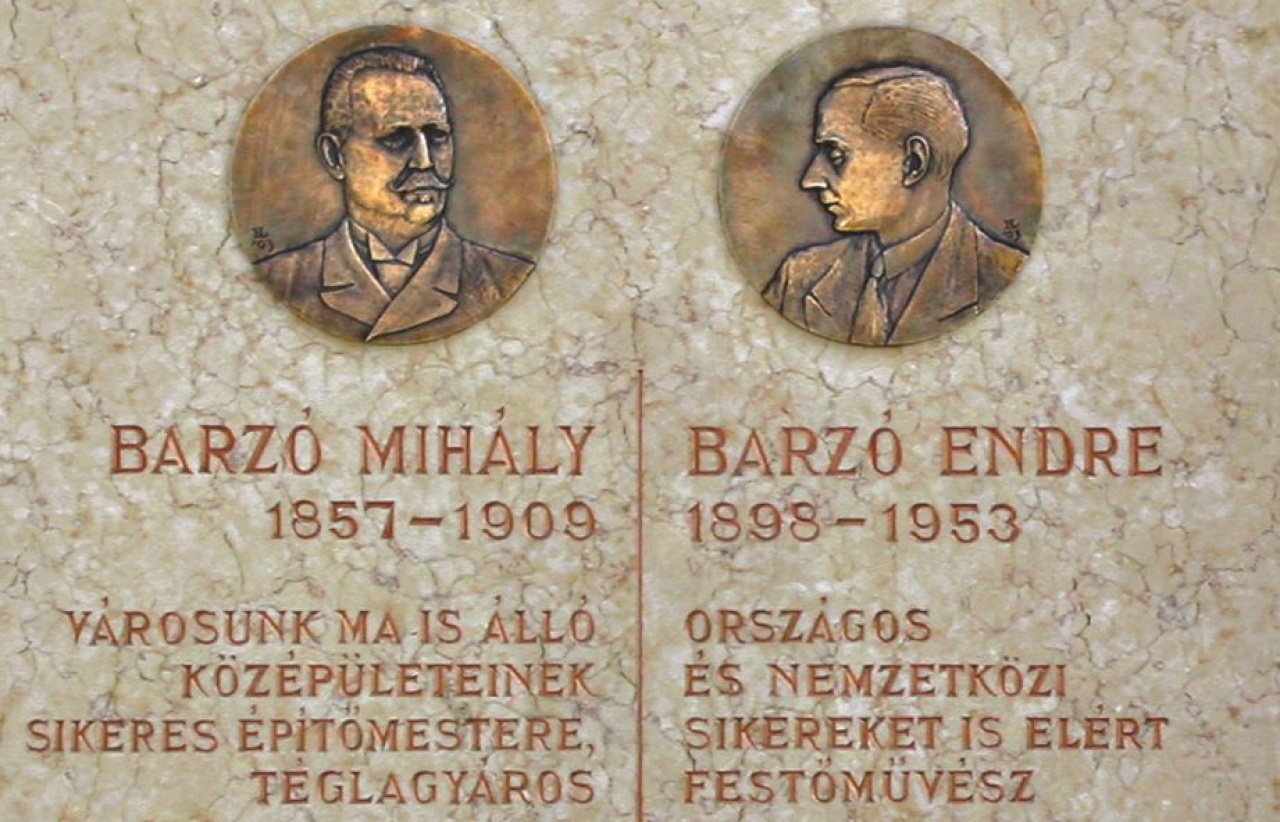 BARZÓ MIHÁLY
1857–1909
VÁROSUNK MA IS ÁLLÓ
KÖZÉPÜLETEINEK
SIKERES ÉPÍTŐMESTERE,
TÉGLAGYÁROS
BARZÓ ENDRE
1898–1953
ORSZÁGOS
ÉS NEMZETKÖZI
SIKEREKET IS ELÉRT
FESTŐMŰVÉSZ